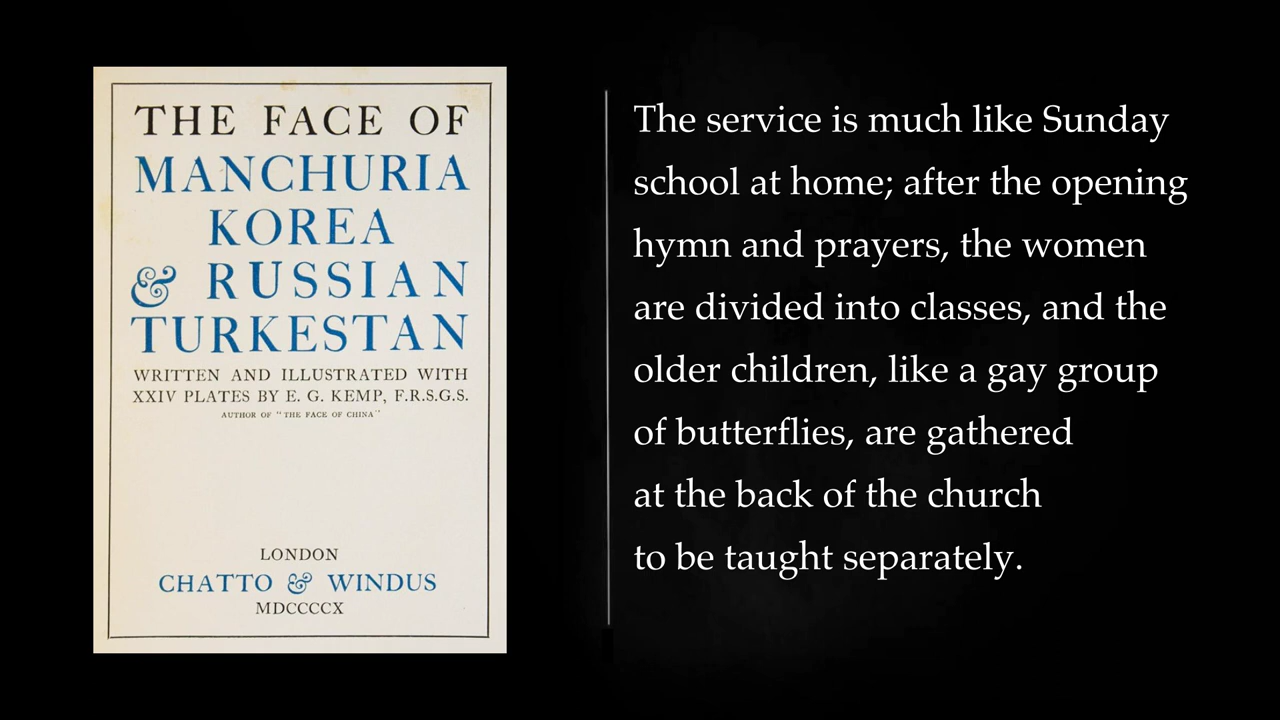 THE FACE OF
MANCHURIA
KOREA
& RUSSIAN
TURKESTAN
WRITTEN AND ILLUSTRATED WITH
XXIV PLATES BY E. G. KEMP, F.R.S.G.S.
AUTHOR OF "THE FACE OF CHINA"
LONDON
CHATTO & WINDUS
MDCCCCX
The service is much like Sunday
school at home; after the opening
hymn and prayers, the women
are divided into classes, and the
older children, like a gay group
of butterflies, are gathered
at the back of the church
to be taught separately.